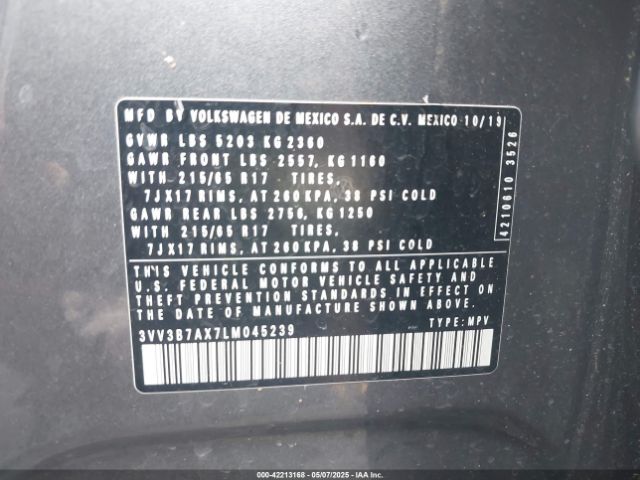 MFD BY VOLKSWAGEN DE MEXICO S.A. DE C.V. MEXICO 10/19
GVWR LBS 5203 KG 2360
GAWR FRONT LBS 2557, KG 1160
WITH 215/65 R17 TIRES,
7JX17 RIMS, AT 260 KPA, 38 PSI COLD
GAWR REAR LBS 2756, KG 1250
WITH 215/65 R17 TIRES,
7JX17 RIMS, AT 260 KPA, 38 PSI COLD
4210610 3526
THIS VEHICLE CONFORMS TO ALL APPLICABLE
U.S. FEDERAL MOTOR VEHICLE SAFETY AND
THEFT PREVENTION STANDARDS IN EFFECT ON
THE DATE OF MANUFACTURE SHOWN ABOVE.
3VV3B7AX7LM045239 TYPE: MPV
000-42213168 — 05/07/2025 — IAAI, Inc. Copyright